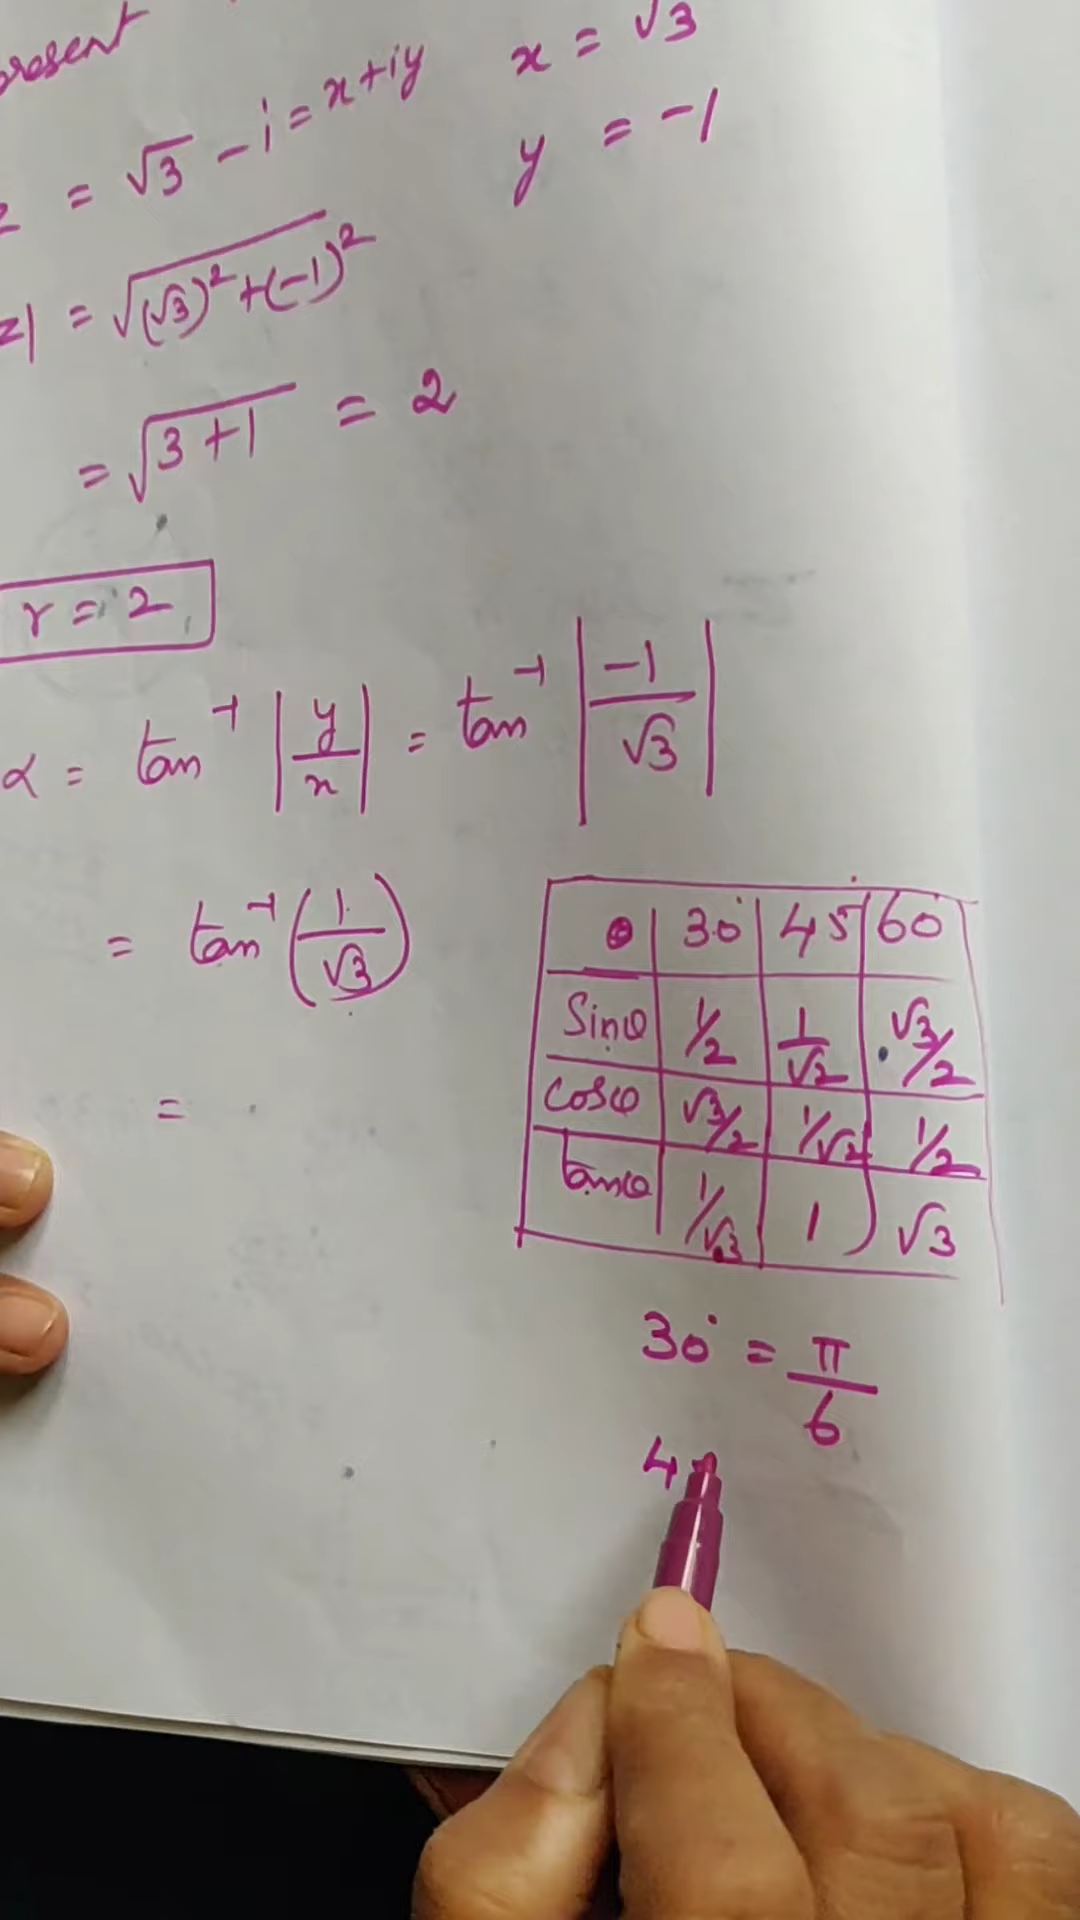 present
z = √3 - i = x+iy
x = √3
y = -1
|z| = √((√3)² + (-1)²)
= √(3+1) = 2
r = 2
α = tan⁻¹ |y/x| = tan⁻¹ |-1/√3|
= tan⁻¹ (1/√3)
=
θ 30° 45 60°
Sinθ 1/2 1/√2 √3/2
cosθ √3/2 1/√2 1/2
tanθ 1/√3 1 √3
30° = π/6
4